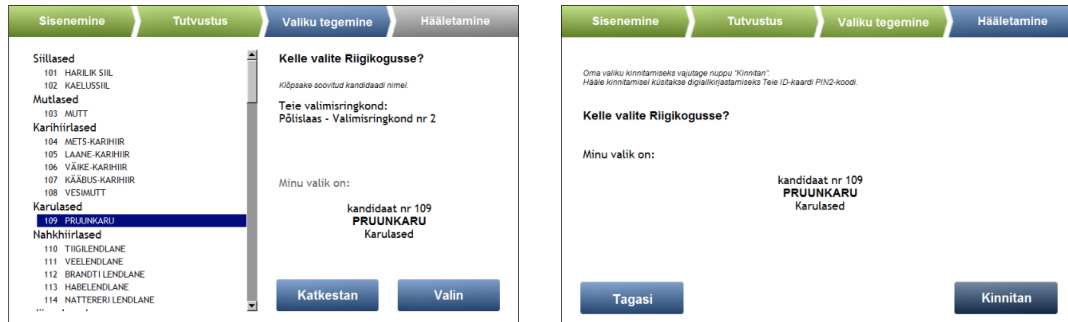 Sisenemine
Tutvustus
Valiku tegemine
Hääletamine
Siillased
101 HARILIK SIIL
102 KAELUSSIIL
Mutlased
103 MUTT
Karihiirlased
104 METS-KARIHIIR
105 LAANE-KARIHIIR
106 VÄIKE-KARIHIIR
107 KÄÄBUS-KARIHIIR
108 VESIMUTT
Karulased
109 PRUUNKARU
Nahkhiirlased
110 TIIGILENDLANE
111 VEELENDLANE
112 BRANDTI LENDLANE
113 HABELENDLANE
114 NATTERERI LENDLANE
Kelle valite Riigikogusse?
Klõpsake soovitud kandidaadi nimel.
Teie valimisringkond:
Põlislaas - Valimisringkond nr 2
Minu valik on:
kandidaat nr 109
PRUUNKARU
Karulased
Katkestan
Valin
Sisenemine
Tutvustus
Valiku tegemine
Hääletamine
Oma valiku kinnitamiseks vajutage nuppu "Kinnitan".
Hääle kinnitamisel küsitakse digiallkirjastamiseks Teie ID-kaardi PIN2-koodi.
Kelle valite Riigikogusse?
Minu valik on:
kandidaat nr 109
PRUUNKARU
Karulased
Tagasi
Kinnitan